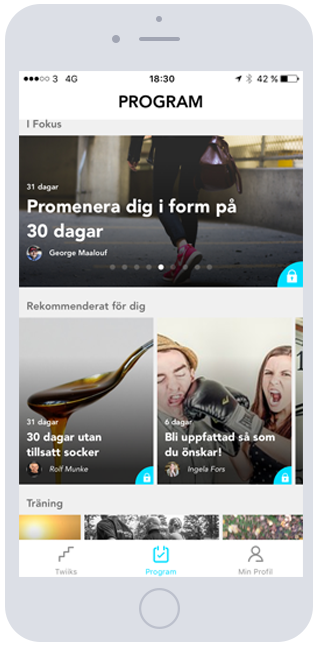 3 4G 18:30 42 %
PROGRAM
I Fokus
31 dagar
Promenera dig i form på
30 dagar
George Maalouf
Rekommenderat för dig
31 dagar
30 dagar utan
tillsatt socker
Rolf Munke
6 dagar
Bli uppfattad så som
du önskar!
Ingela Fors
Träning
Twiiks Program Min Profil